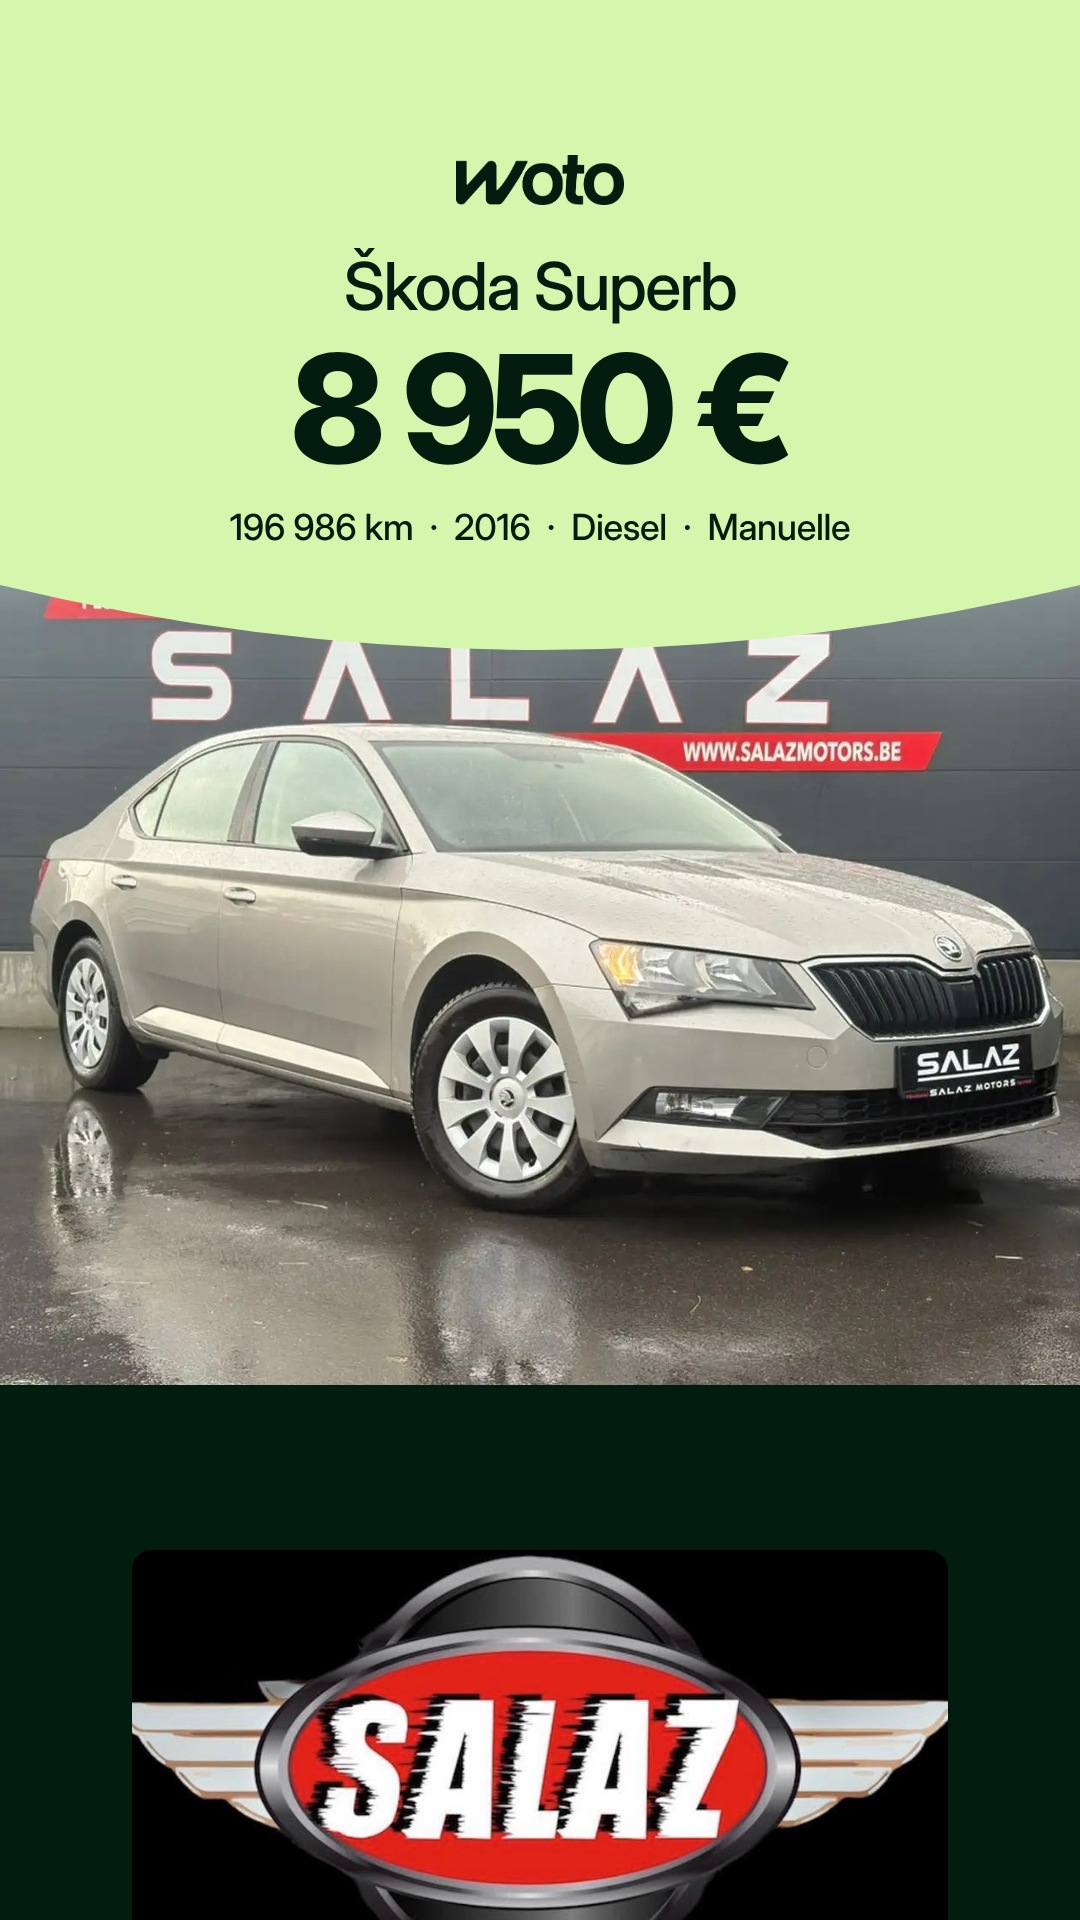 woto
Škoda Superb
8 950 €
196 986 km · 2016 · Diesel · Manuelle
SALAZ
WWW.SALAZMOTORS.BE
SALAZ
SALAZ MOTORS
SALAZ